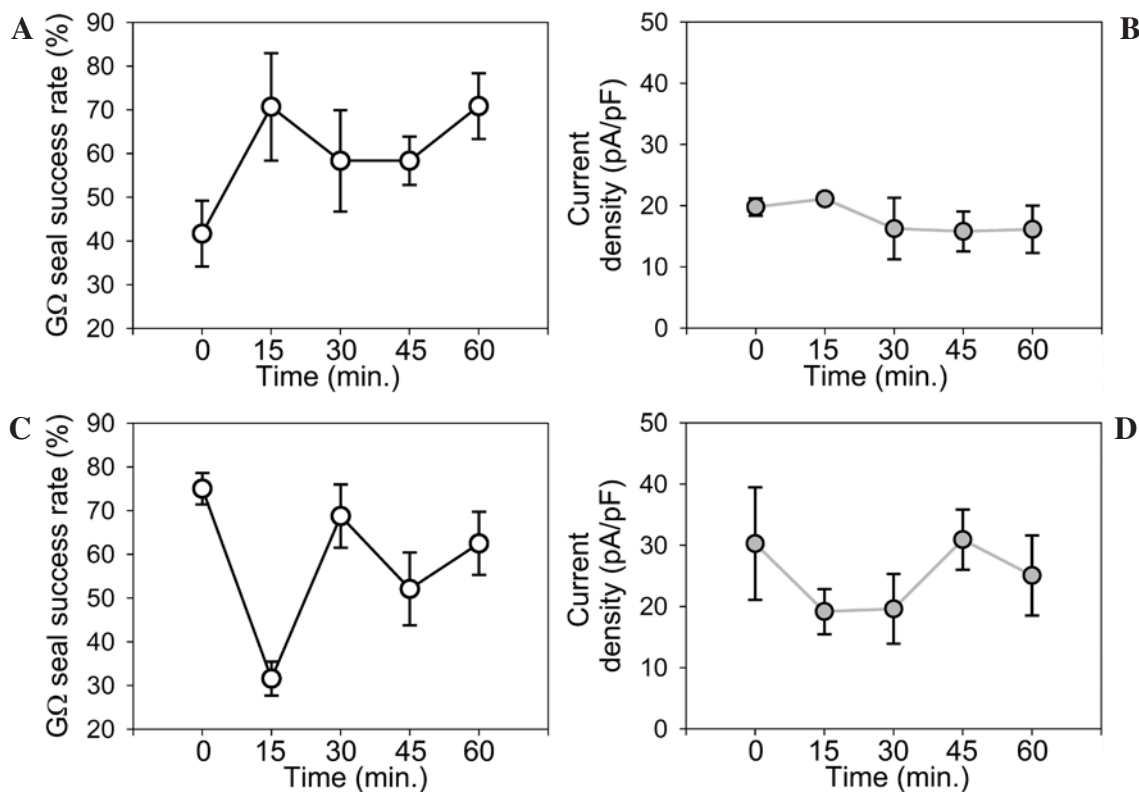 A
GΩ seal success rate (%)
90
80
70
60
50
40
30
20
0 15 30 45 60
Time (min.)
B
Current
density (pA/pF)
50
40
30
20
10
0
0 15 30 45 60
Time (min.)
C
GΩ seal success rate (%)
90
80
70
60
50
40
30
20
0 15 30 45 60
Time (min.)
D
Current
density (pA/pF)
50
40
30
20
10
0
0 15 30 45 60
Time (min.)